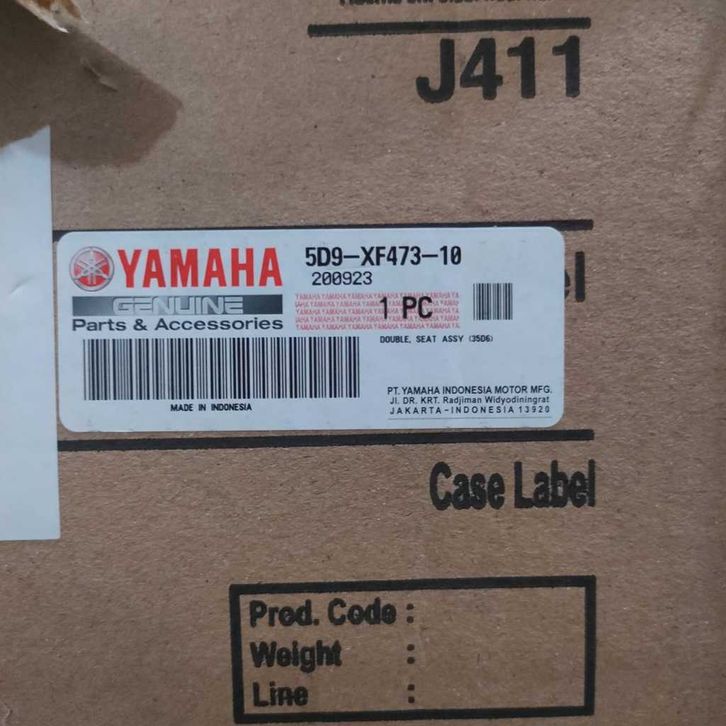 J411
YAMAHA
GENUINE
Parts & Accessories
MADE IN INDONESIA
5D9-XF473-10
200923
1 PC
DOUBLE, SEAT ASSY (35D6)
PT. YAMAHA INDONESIA MOTOR MFG.
Jl. DR. KRT. Radjiman Widyodiningrat
JAKARTA-INDONESIA 13920
Case Label
Prod. Code :
Weight :
Line :